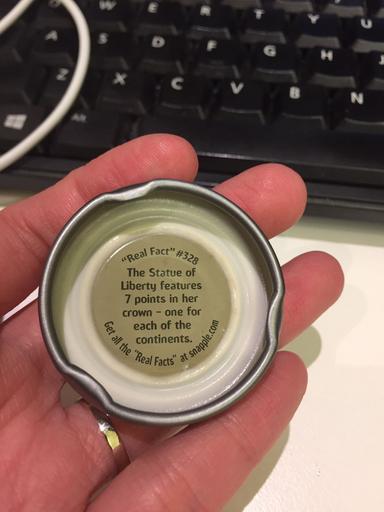 W E R T Y U
A S D F G H
Z X C V B N
Alt
"Real Fact" #328
The Statue of
Liberty features
7 points in her
crown – one for
each of the
continents.
Get all the "Real Facts" at snapple.com